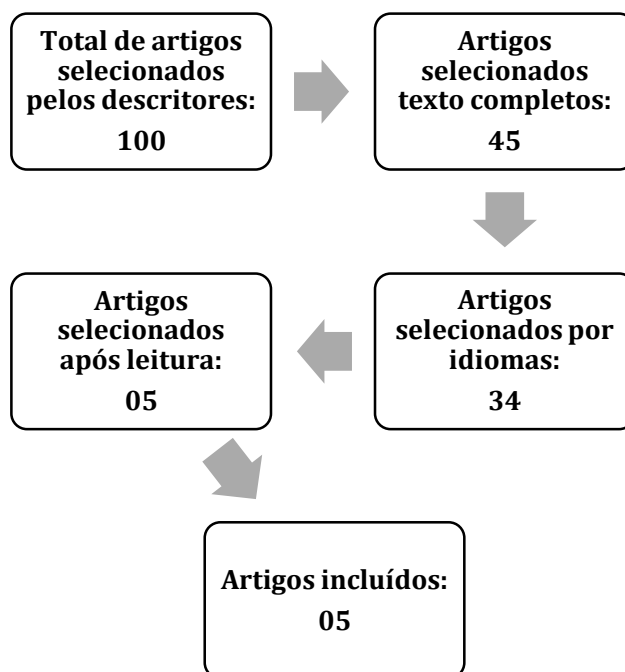 Total de artigos
selecionados
pelos descritores:
100
Artigos
selecionados
texto completos:
45
Artigos
selecionados por
idiomas:
34
Artigos
selecionados
após leitura:
05
Artigos incluídos:
05